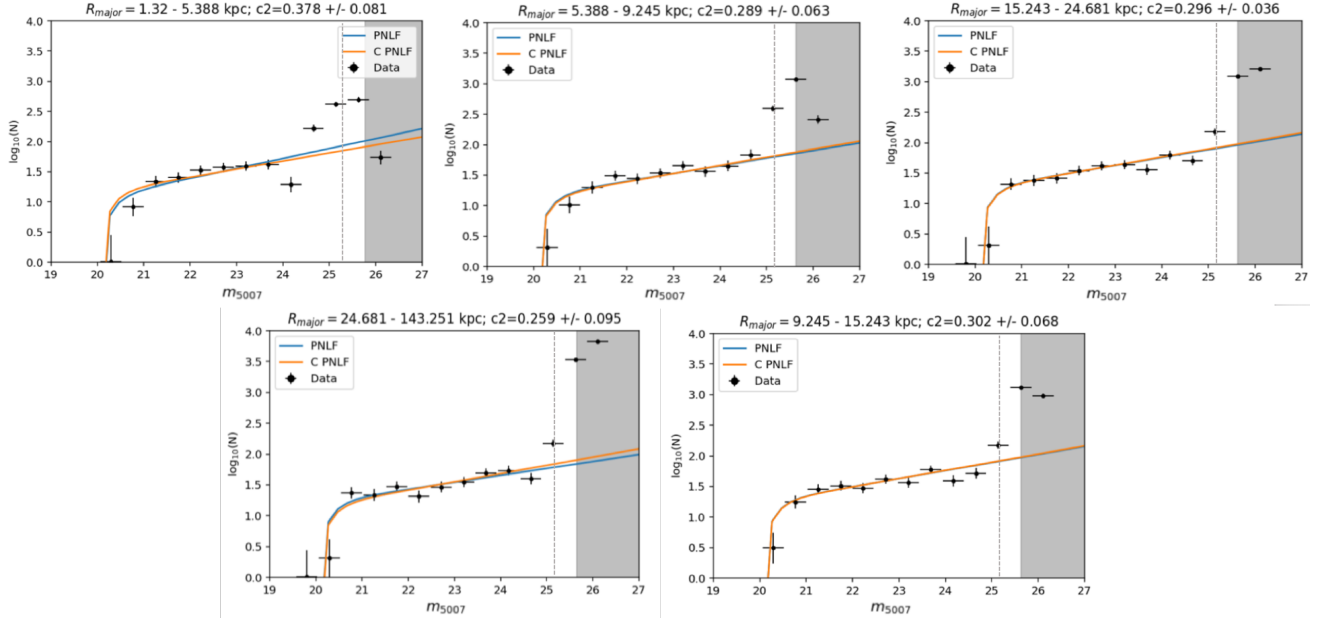 R_major = 1.32 - 5.388 kpc; c2=0.378 +/- 0.081
4.0
3.5
3.0
2.5
2.0
1.5
1.0
0.5
0.0
log₁₀(N)
PNLF
C PNLF
Data
19 20 21 22 23 24 25 26 27
m₅₀₀₇
R_major = 5.388 - 9.245 kpc; c2=0.289 +/- 0.063
4.0
3.5
3.0
2.5
2.0
1.5
1.0
0.5
0.0
log₁₀(N)
PNLF
C PNLF
Data
19 20 21 22 23 24 25 26 27
m₅₀₀₇
R_major = 15.243 - 24.681 kpc; c2=0.296 +/- 0.036
4.0
3.5
3.0
2.5
2.0
1.5
1.0
0.5
0.0
log₁₀(N)
PNLF
C PNLF
Data
19 20 21 22 23 24 25 26 27
m₅₀₀₇
R_major = 24.681 - 143.251 kpc; c2=0.259 +/- 0.095
4.0
3.5
3.0
2.5
2.0
1.5
1.0
0.5
0.0
log₁₀(N)
PNLF
C PNLF
Data
19 20 21 22 23 24 25 26 27
m₅₀₀₇
R_major = 9.245 - 15.243 kpc; c2=0.302 +/- 0.068
4.0
3.5
3.0
2.5
2.0
1.5
1.0
0.5
0.0
log₁₀(N)
PNLF
C PNLF
Data
19 20 21 22 23 24 25 26 27
m₅₀₀₇